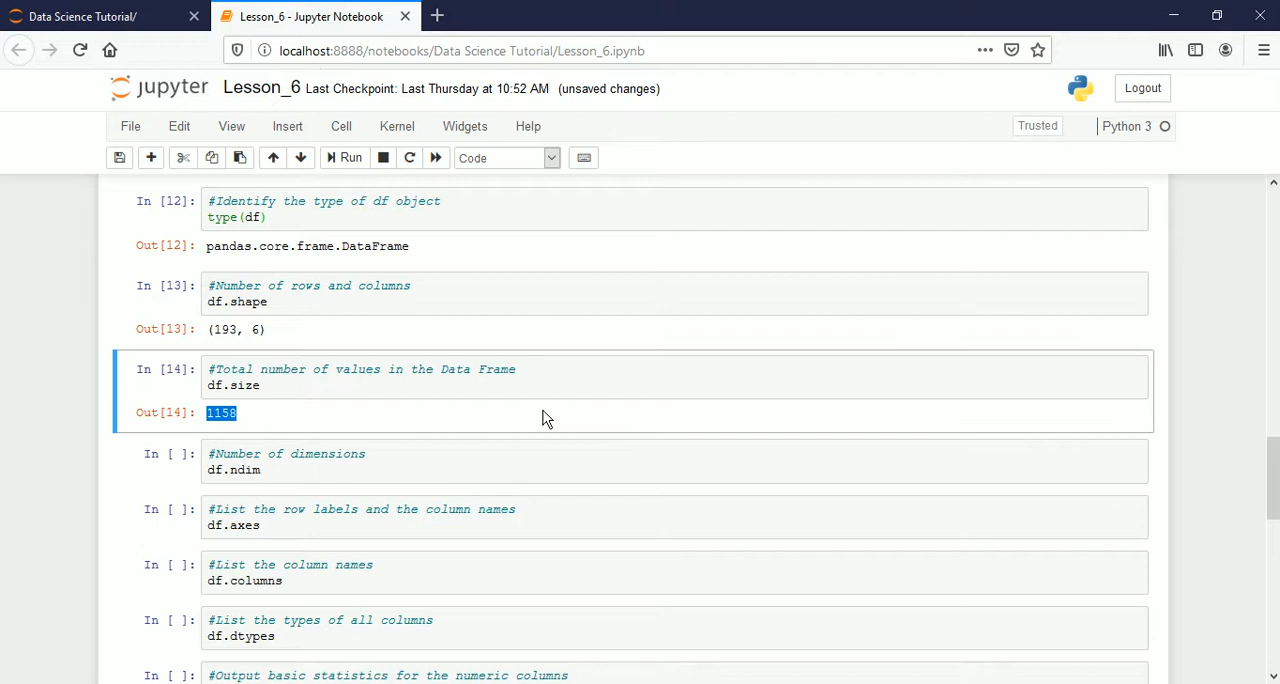 Data Science Tutorial/
Lesson_6 - Jupyter Notebook
localhost:8888/notebooks/Data Science Tutorial/Lesson_6.ipynb
jupyter Lesson_6 Last Checkpoint: Last Thursday at 10:52 AM (unsaved changes)
Logout
File Edit View Insert Cell Kernel Widgets Help
Trusted
Python 3
Run
Code
In [12]: #Identify the type of df object
type(df)
Out[12]: pandas.core.frame.DataFrame
In [13]: #Number of rows and columns
df.shape
Out[13]: (193, 6)
In [14]: #Total number of values in the Data Frame
df.size
Out[14]: 1158
In [ ]: #Number of dimensions
df.ndim
In [ ]: #List the row labels and the column names
df.axes
In [ ]: #List the column names
df.columns
In [ ]: #List the types of all columns
df.dtypes
In [ ]: #Output basic statistics for the numeric columns